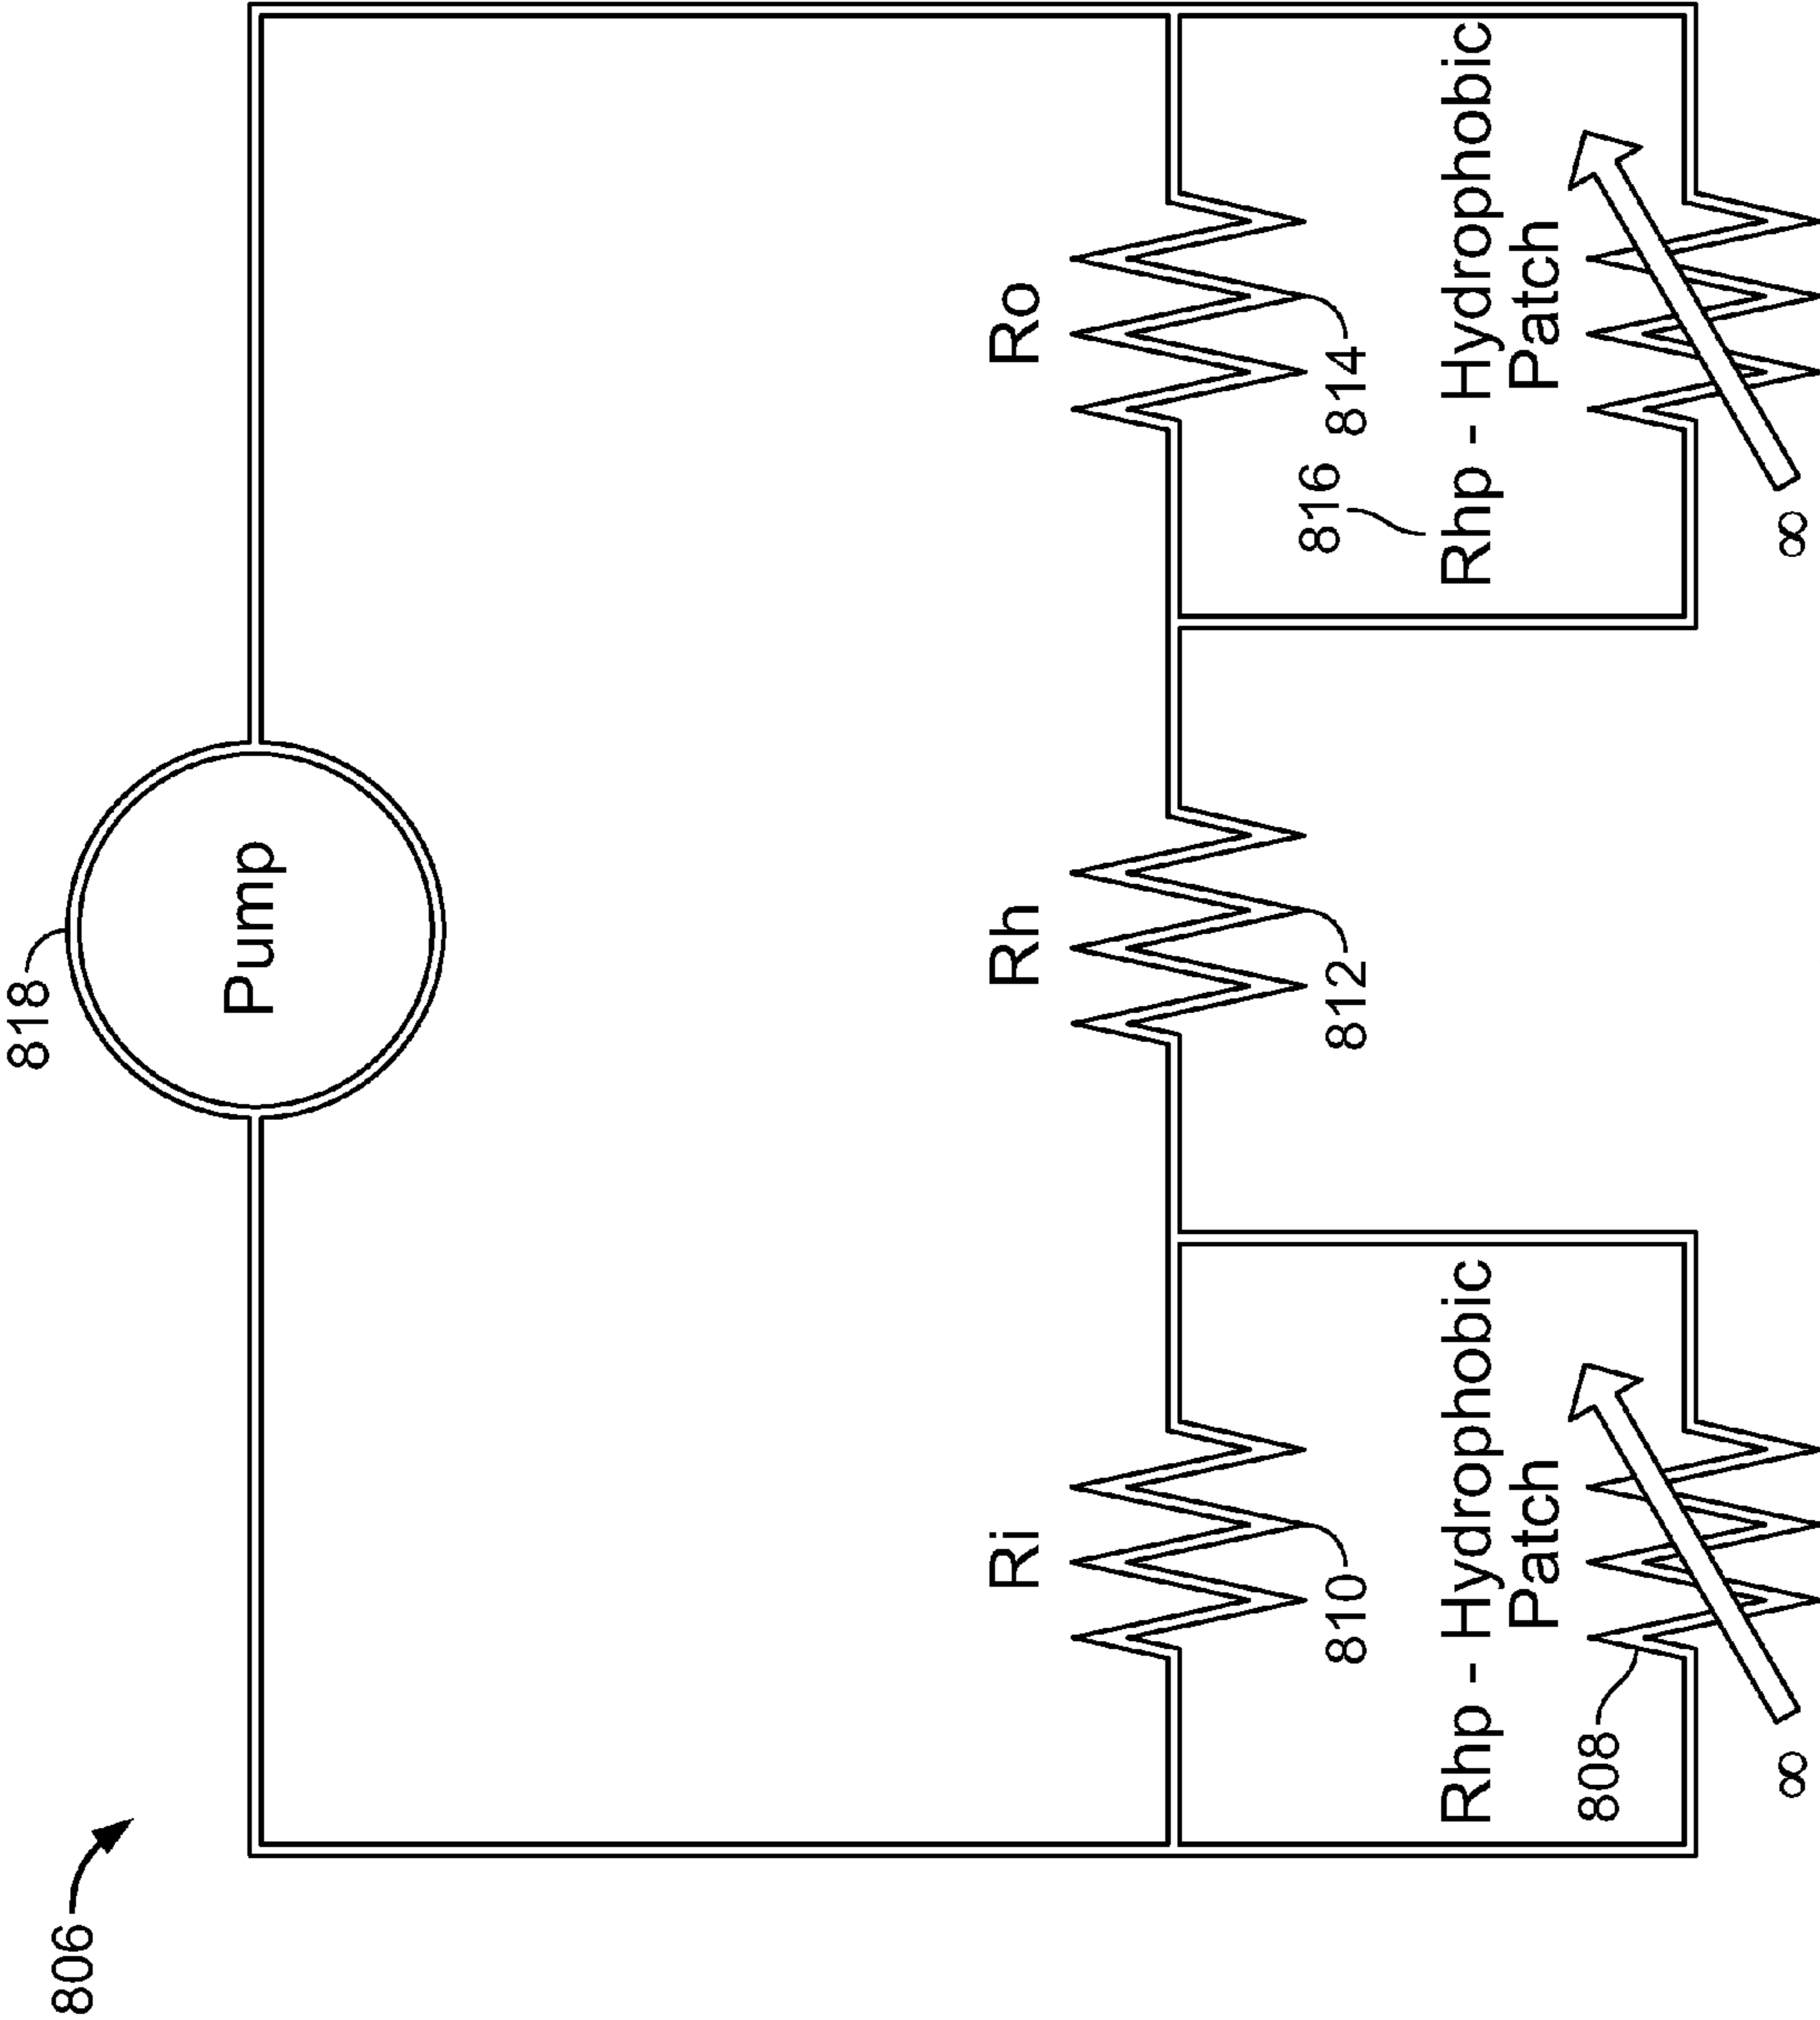 806
818
Pump
Ri
Rh
Ro
810
812
814
816
Rhp - Hydrophobic
Patch
Rhp - Hydrophobic
Patch
808
∞
∞